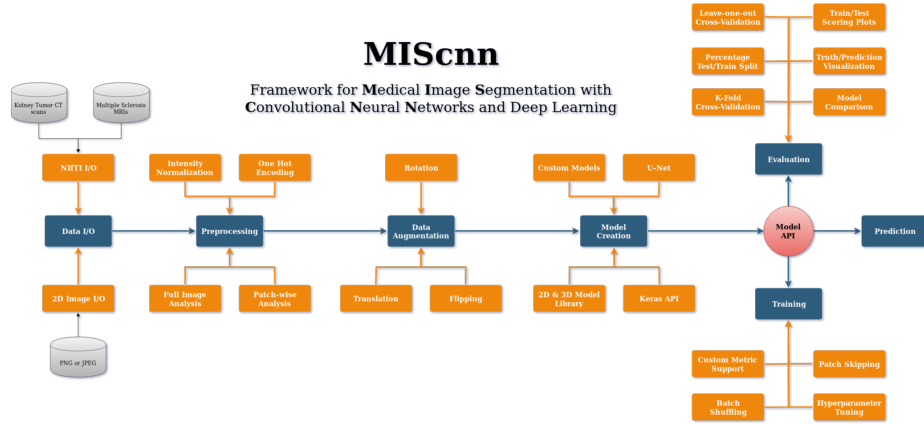 MIScnn
Framework for Medical Image Segmentation with
Convolutional Neural Networks and Deep Learning
Kidney Tumor CT
scans
Multiple Sclerosis
MRIs
NIfTI I/O
Data I/O
2D Image I/O
PNG or JPEG
Intensity
Normalization
One Hot
Encoding
Preprocessing
Full Image
Analysis
Patch-wise
Analysis
Rotation
Data
Augmentation
Translation
Flipping
Custom Models
U-Net
Model
Creation
2D & 3D Model
Library
Keras API
Leave-one-out
Cross-Validation
Train/Test
Scoring Plots
Percentage
Test/Train Split
Truth/Prediction
Visualization
K-Fold
Cross-Validation
Model
Comparison
Evaluation
Model
API
Prediction
Training
Custom Metric
Support
Patch Skipping
Batch
Shuffling
Hyperparameter
Tuning